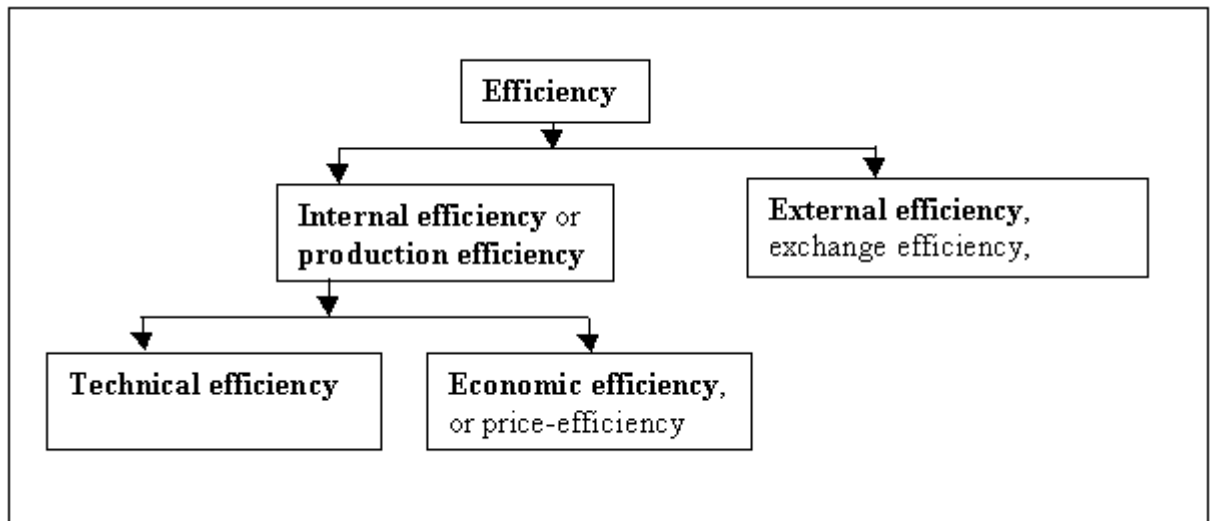 Efficiency
Internal efficiency or
production efficiency
External efficiency,
exchange efficiency,
Technical efficiency
Economic efficiency,
or price-efficiency